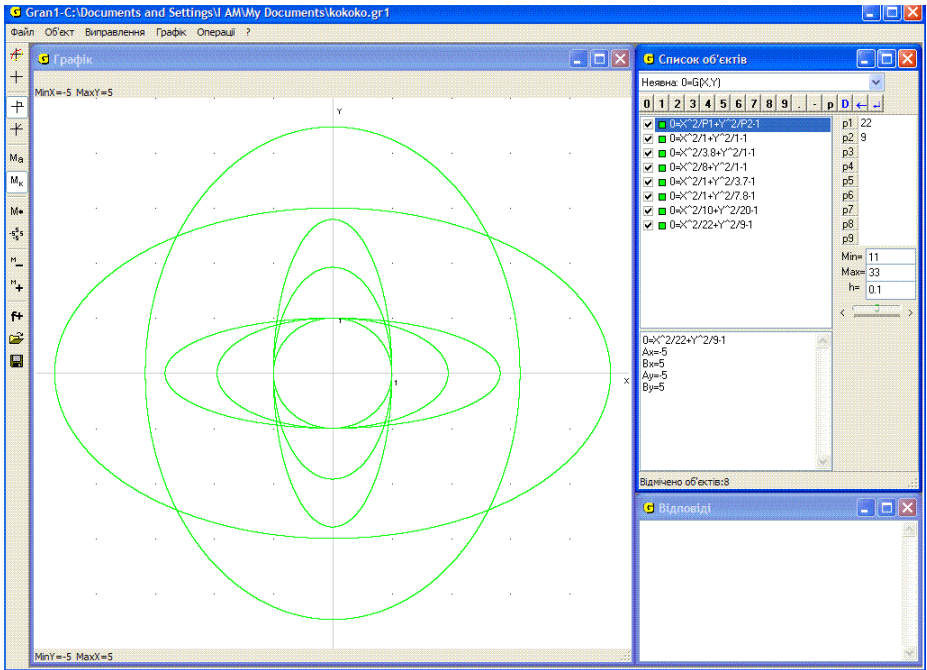 Gran1-C:\Documents and Settings\I AM\My Documents\kokoko.gr1
Файл Об'єкт Виправлення Графік Операції ?
Графік
MinX=-5 MaxY=5
Y
1
1
X
MinY=-5 MaxX=5
Ма
Мк
Список об'єктів
Неявна: 0=G(X,Y)
0 1 2 3 4 5 6 7 8 9 . - p D ← ↲
0=X^2/P1+Y^2/P2-1
0=X^2/1+Y^2/1-1
0=X^2/3.8+Y^2/1-1
0=X^2/8+Y^2/1-1
0=X^2/1+Y^2/3.7-1
0=X^2/1+Y^2/7.8-1
0=X^2/10+Y^2/20-1
0=X^2/22+Y^2/9-1
p1 22
p2 9
p3
p4
p5
p6
p7
p8
p9
Min= 11
Max= 33
h= 0.1
0=X^2/22+Y^2/9-1
Ax=-5
Bx=5
Ay=-5
By=5
Відмічено об'єктів:8
Відповіді